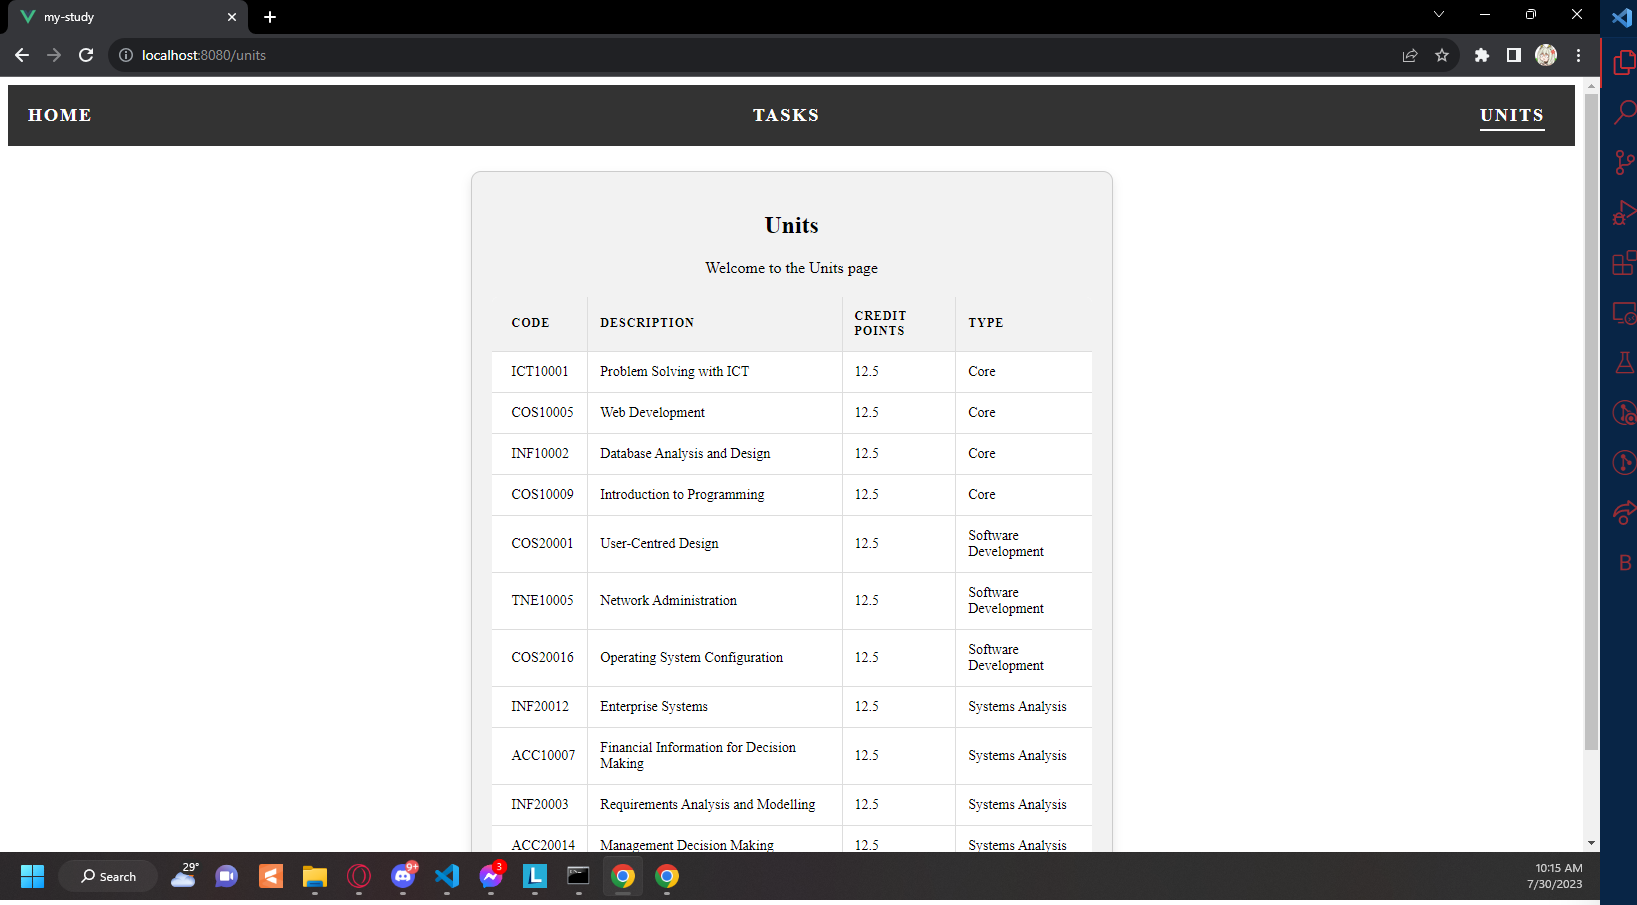 my-study
localhost:8080/units
HOME TASKS UNITS
Units
Welcome to the Units page
CODE DESCRIPTION CREDIT POINTS TYPE
ICT10001 Problem Solving with ICT 12.5 Core
COS10005 Web Development 12.5 Core
INF10002 Database Analysis and Design 12.5 Core
COS10009 Introduction to Programming 12.5 Core
COS20001 User-Centred Design 12.5 Software Development
TNE10005 Network Administration 12.5 Software Development
COS20016 Operating System Configuration 12.5 Software Development
INF20012 Enterprise Systems 12.5 Systems Analysis
ACC10007 Financial Information for Decision Making 12.5 Systems Analysis
INF20003 Requirements Analysis and Modelling 12.5 Systems Analysis
ACC20014 Management Decision Making 12.5 Systems Analysis
Search
29°
9+
3
L
B
10:15 AM
7/30/2023